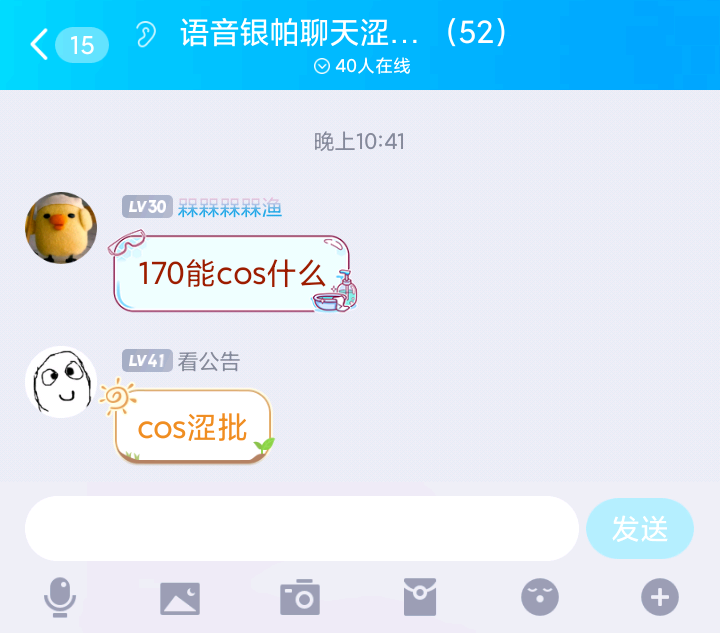 15
语音银帕聊天涩… （52）
40人在线
晚上10:41
LV30 槑槑槑槑渔
170能cos什么
LV41 看公告
cos涩批
发送